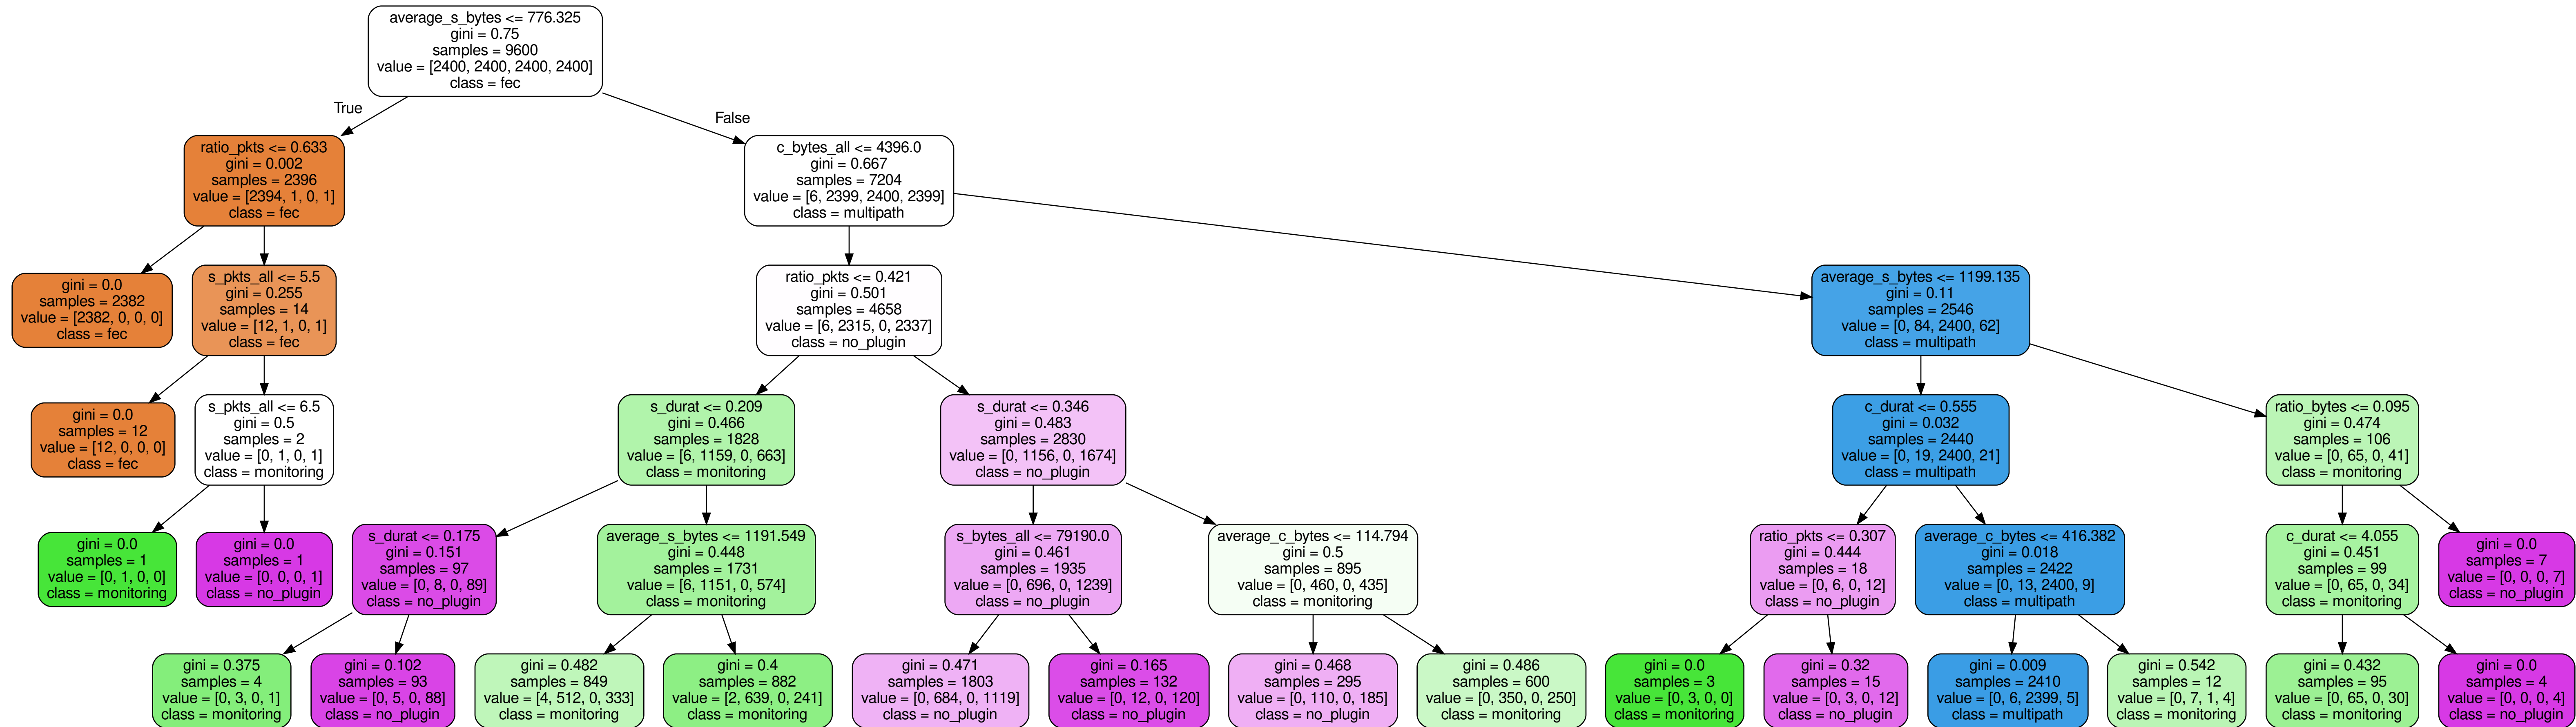 average_s_bytes <= 776.325
gini = 0.75
samples = 9600
value = [2400, 2400, 2400, 2400]
class = fec
True
False
ratio_pkts <= 0.633
gini = 0.002
samples = 2396
value = [2394, 1, 0, 1]
class = fec
c_bytes_all <= 4396.0
gini = 0.667
samples = 7204
value = [6, 2399, 2400, 2399]
class = multipath
gini = 0.0
samples = 2382
value = [2382, 0, 0, 0]
class = fec
s_pkts_all <= 5.5
gini = 0.255
samples = 14
value = [12, 1, 0, 1]
class = fec
ratio_pkts <= 0.421
gini = 0.501
samples = 4658
value = [6, 2315, 0, 2337]
class = no_plugin
average_s_bytes <= 1199.135
gini = 0.11
samples = 2546
value = [0, 84, 2400, 62]
class = multipath
gini = 0.0
samples = 12
value = [12, 0, 0, 0]
class = fec
s_pkts_all <= 6.5
gini = 0.5
samples = 2
value = [0, 1, 0, 1]
class = monitoring
s_durat <= 0.209
gini = 0.466
samples = 1828
value = [6, 1159, 0, 663]
class = monitoring
s_durat <= 0.346
gini = 0.483
samples = 2830
value = [0, 1156, 0, 1674]
class = no_plugin
c_durat <= 0.555
gini = 0.032
samples = 2440
value = [0, 19, 2400, 21]
class = multipath
ratio_bytes <= 0.095
gini = 0.474
samples = 106
value = [0, 65, 0, 41]
class = monitoring
gini = 0.0
samples = 1
value = [0, 1, 0, 0]
class = monitoring
gini = 0.0
samples = 1
value = [0, 0, 0, 1]
class = no_plugin
s_durat <= 0.175
gini = 0.151
samples = 97
value = [0, 8, 0, 89]
class = no_plugin
average_s_bytes <= 1191.549
gini = 0.448
samples = 1731
value = [6, 1151, 0, 574]
class = monitoring
s_bytes_all <= 79190.0
gini = 0.461
samples = 1935
value = [0, 696, 0, 1239]
class = no_plugin
average_c_bytes <= 114.794
gini = 0.5
samples = 895
value = [0, 460, 0, 435]
class = monitoring
ratio_pkts <= 0.307
gini = 0.444
samples = 18
value = [0, 6, 0, 12]
class = no_plugin
average_c_bytes <= 416.382
gini = 0.018
samples = 2422
value = [0, 13, 2400, 9]
class = multipath
c_durat <= 4.055
gini = 0.451
samples = 99
value = [0, 65, 0, 34]
class = monitoring
gini = 0.0
samples = 7
value = [0, 0, 0, 7]
class = no_plugin
gini = 0.375
samples = 4
value = [0, 3, 0, 1]
class = monitoring
gini = 0.102
samples = 93
value = [0, 5, 0, 88]
class = no_plugin
gini = 0.482
samples = 849
value = [4, 512, 0, 333]
class = monitoring
gini = 0.4
samples = 882
value = [2, 639, 0, 241]
class = monitoring
gini = 0.471
samples = 1803
value = [0, 684, 0, 1119]
class = no_plugin
gini = 0.165
samples = 132
value = [0, 12, 0, 120]
class = no_plugin
gini = 0.468
samples = 295
value = [0, 110, 0, 185]
class = no_plugin
gini = 0.486
samples = 600
value = [0, 350, 0, 250]
class = monitoring
gini = 0.0
samples = 3
value = [0, 3, 0, 0]
class = monitoring
gini = 0.32
samples = 15
value = [0, 3, 0, 12]
class = no_plugin
gini = 0.009
samples = 2410
value = [0, 6, 2399, 5]
class = multipath
gini = 0.542
samples = 12
value = [0, 7, 1, 4]
class = monitoring
gini = 0.432
samples = 95
value = [0, 65, 0, 30]
class = monitoring
gini = 0.0
samples = 4
value = [0, 0, 0, 4]
class = no_plugin